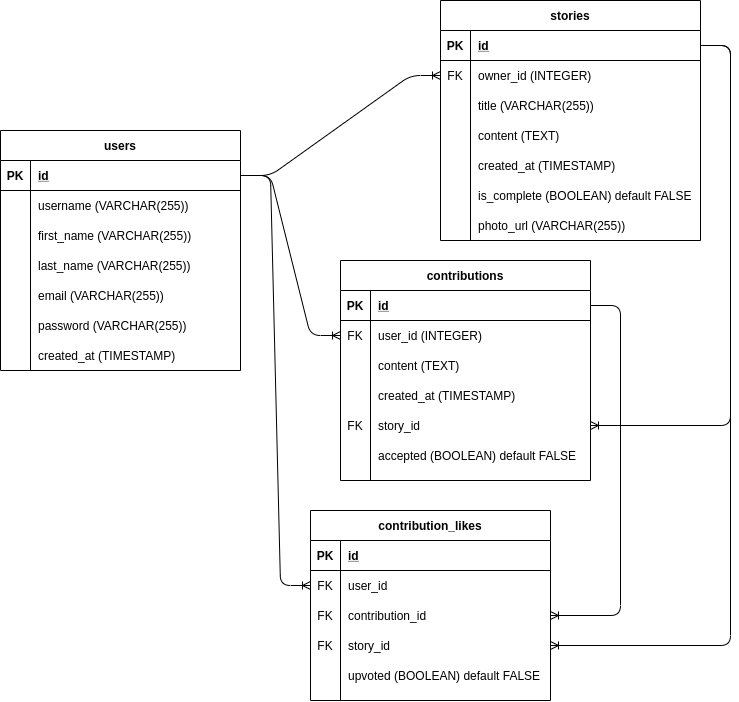 stories
PK id
FK owner_id (INTEGER)
title (VARCHAR(255))
content (TEXT)
created_at (TIMESTAMP)
is_complete (BOOLEAN) default FALSE
photo_url (VARCHAR(255))
users
PK id
username (VARCHAR(255))
first_name (VARCHAR(255))
last_name (VARCHAR(255))
email (VARCHAR(255))
password (VARCHAR(255))
created_at (TIMESTAMP)
contributions
PK id
FK user_id (INTEGER)
content (TEXT)
created_at (TIMESTAMP)
FK story_id
accepted (BOOLEAN) default FALSE
contribution_likes
PK id
FK user_id
FK contribution_id
FK story_id
upvoted (BOOLEAN) default FALSE